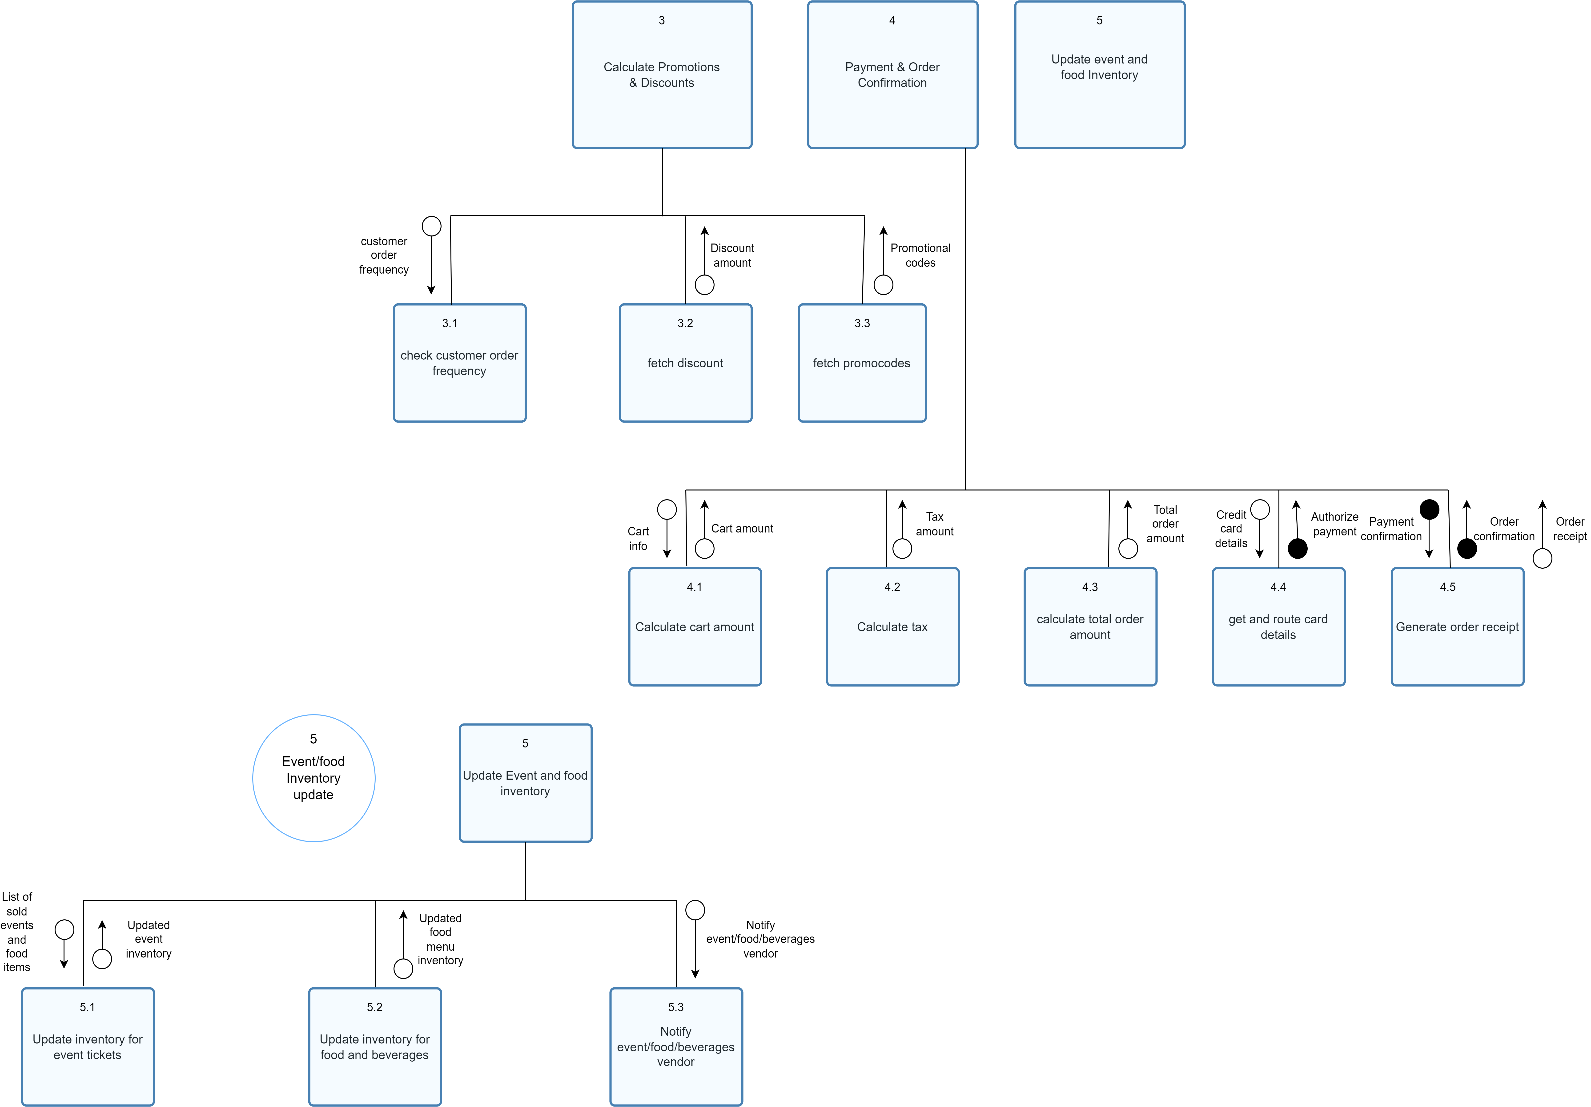 3
Calculate Promotions
& Discounts
4
Payment & Order
Confirmation
5
Update event and
food Inventory
customer
order
frequency
Discount
amount
Promotional
codes
3.1
check customer order
frequency
3.2
fetch discount
3.3
fetch promocodes
Cart
info
Cart amount
Tax
amount
Total
order
amount
Credit
card
details
Authorize
payment
Payment
confirmation
Order
confirmation
Order
receipt
4.1
Calculate cart amount
4.2
Calculate tax
4.3
calculate total order
amount
4.4
get and route card
details
4.5
Generate order receipt
5
Event/food
Inventory
update
5
Update Event and food
inventory
List of
sold
events
and
food
items
Updated
event
inventory
Updated
food
menu
inventory
Notify
event/food/beverages
vendor
5.1
Update inventory for
event tickets
5.2
Update inventory for
food and beverages
5.3
Notify
event/food/beverages
vendor